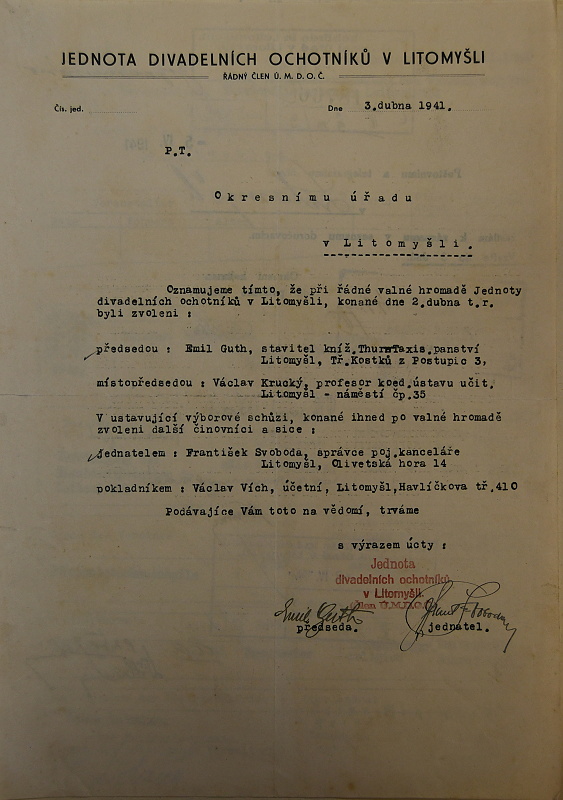 JEDNOTA DIVADELNÍCH OCHOTNÍKŮ V LITOMYŠLI
ŘÁDNÝ ČLEN Ú. M. D. O. Č.
Čís. jed.
Dne 3.dubna 1941.
P.T.
Okresnímu úřadu
v Litomyšli.
Oznamujeme tímto, že při řádné valné hromadě Jednoty
divadelních ochotníků v Litomyšli, konané dne 2.dubna t.r.
byli zvoleni :
předsedou : Emil Guth, stavitel kníž.ThurnTaxis.panství
Litomyšl, Tř.Kostků z Postupic 3,
místopředsedou : Václav Krucký, profesor koed.ústavu učit.
Litomyšl - náměstí čp.35
V ustavující výborové schůzi, konané ihned po valné hromadě
zvoleni další činovníci a sice :
jednatelem : František Svoboda, správce poj.kanceláře
Litomyšl, Olivetská hora 14
pokladníkem : Václav Vích, účetní, Litomyšl,Havlíčkova tř.410
Podávajíce Vám toto na vědomí, trváme
s výrazem úcty :
Jednota
divadelních ochotníků
v Litomyšli.
člen Ú.M.D.O.Č.
Emil Guth
předseda.
jednatel.